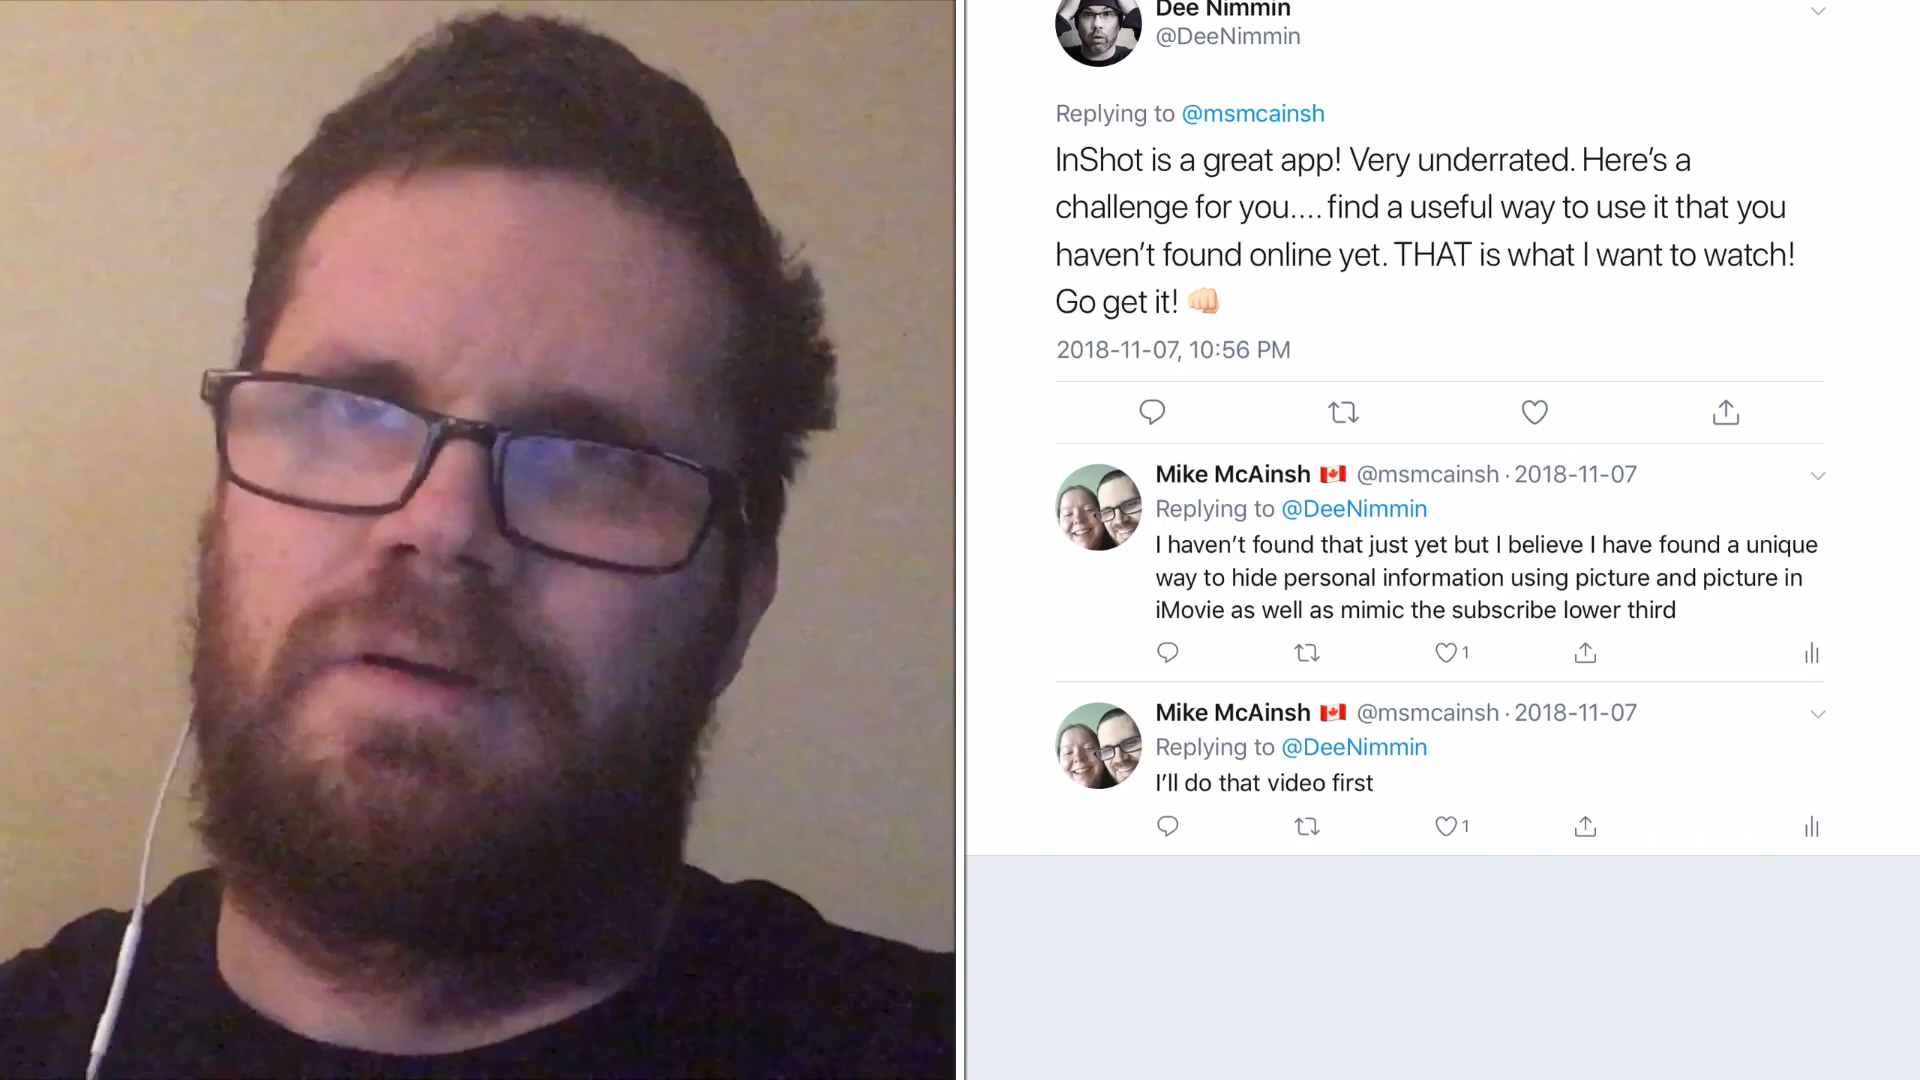 Dee Nimmin
@DeeNimmin
Replying to @msmcainsh
InShot is a great app! Very underrated. Here’s a
challenge for you.... find a useful way to use it that you
haven’t found online yet. THAT is what I want to watch!
Go get it! 👊🏻
2018-11-07, 10:56 PM
Mike McAinsh 🇨🇦 @msmcainsh · 2018-11-07
Replying to @DeeNimmin
I haven’t found that just yet but I believe I have found a unique
way to hide personal information using picture and picture in
iMovie as well as mimic the subscribe lower third
1
Mike McAinsh 🇨🇦 @msmcainsh · 2018-11-07
Replying to @DeeNimmin
I’ll do that video first
1